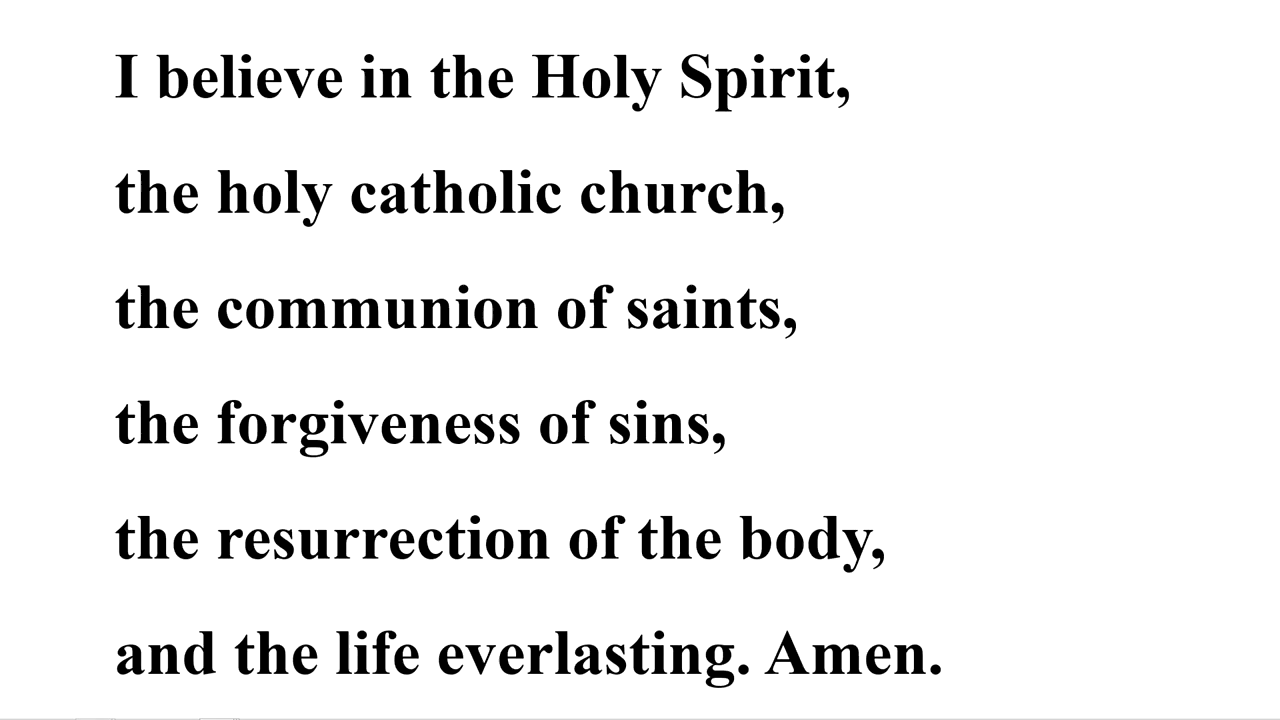 I believe in the Holy Spirit,
the holy catholic church,
the communion of saints,
the forgiveness of sins,
the resurrection of the body,
and the life everlasting. Amen.